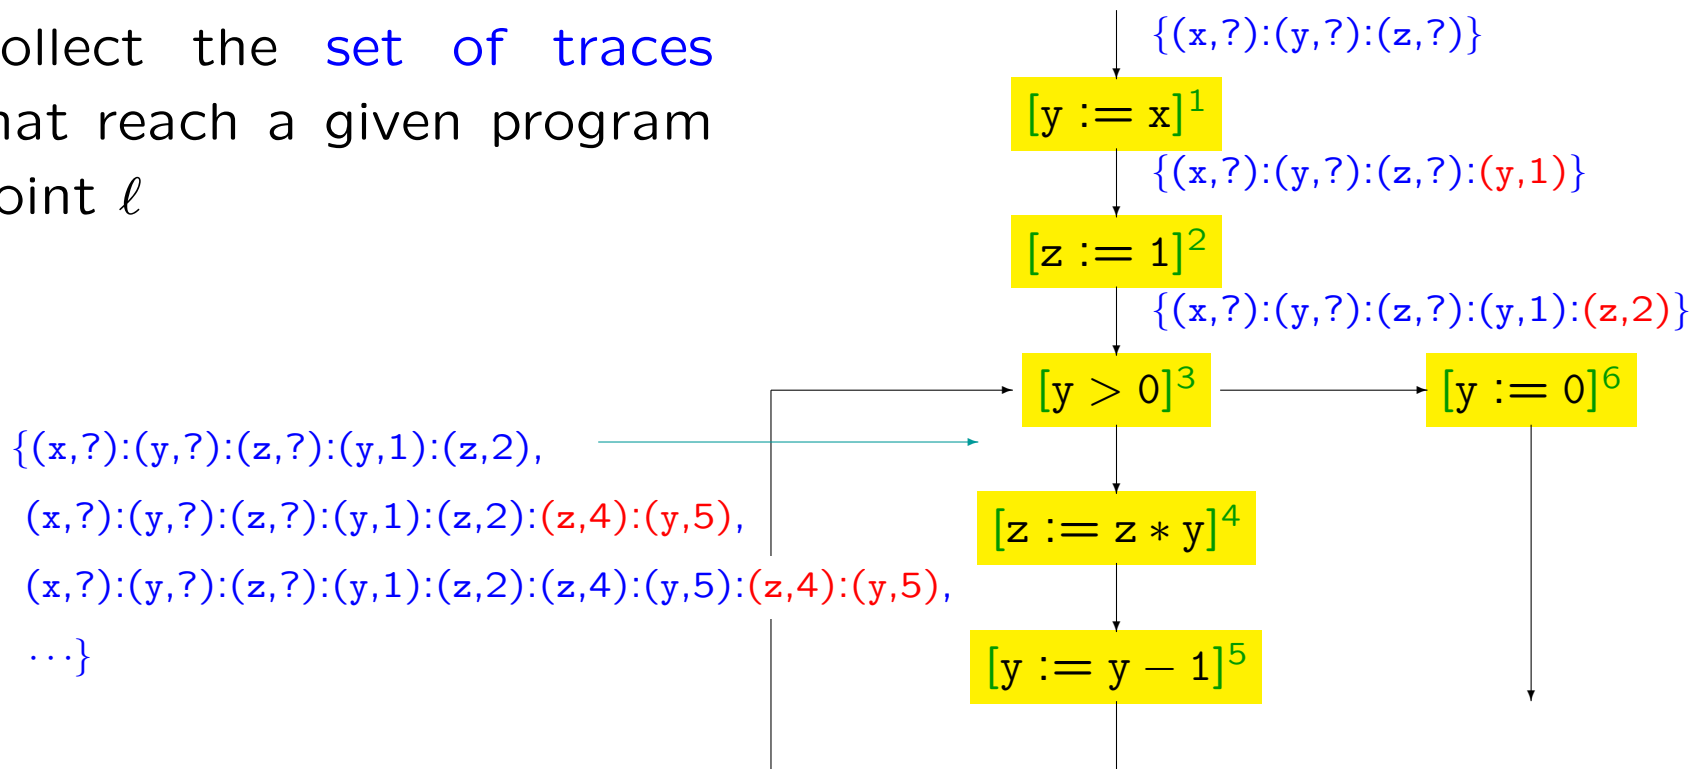 ollect the set of traces
hat reach a given program
oint ℓ
{(x,?):(y,?):(z,?)}
[y := x]¹
{(x,?):(y,?):(z,?):(y,1)}
[z := 1]²
{(x,?):(y,?):(z,?):(y,1):(z,2)}
[y > 0]³
[y := 0]⁶
{(x,?):(y,?):(z,?):(y,1):(z,2),
(x,?):(y,?):(z,?):(y,1):(z,2):(z,4):(y,5),
(x,?):(y,?):(z,?):(y,1):(z,2):(z,4):(y,5):(z,4):(y,5),
···}
[z := z * y]⁴
[y := y − 1]⁵